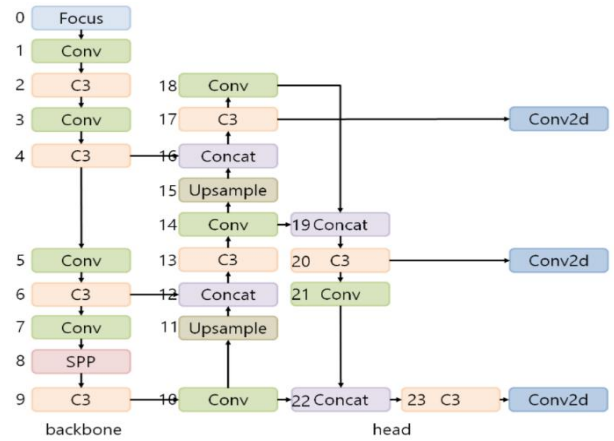 0 Focus
1 Conv
2 C3
3 Conv
4 C3
5 Conv
6 C3
7 Conv
8 SPP
9 C3
backbone
18 Conv
17 C3
16 Concat
15 Upsample
14 Conv
13 C3
12 Concat
11 Upsample
10 Conv
19 Concat
20 C3
21 Conv
22 Concat
23 C3
head
Conv2d
Conv2d
Conv2d